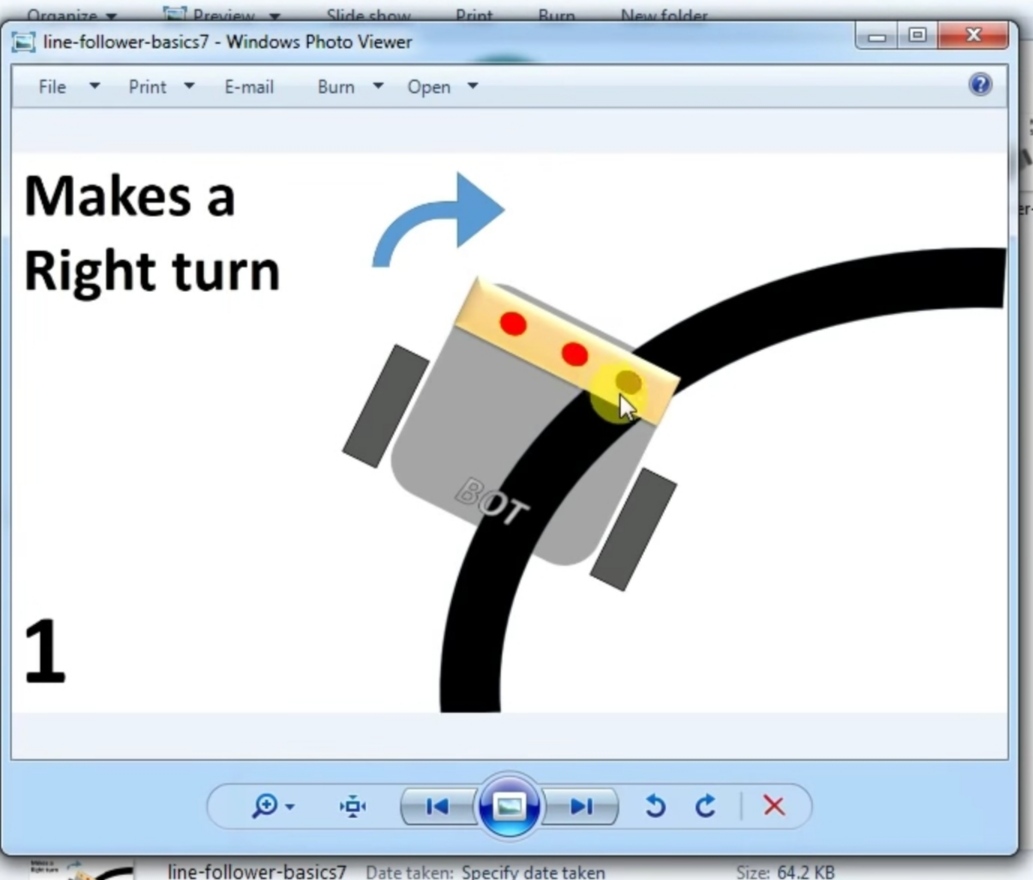 Organize Preview Slide show Print Burn New folder
line-follower-basics7 - Windows Photo Viewer
File Print E-mail Burn Open
Makes a
Right turn
BOT
1
line-follower-basics7 Date taken: Specify date taken Size: 64.2 KB